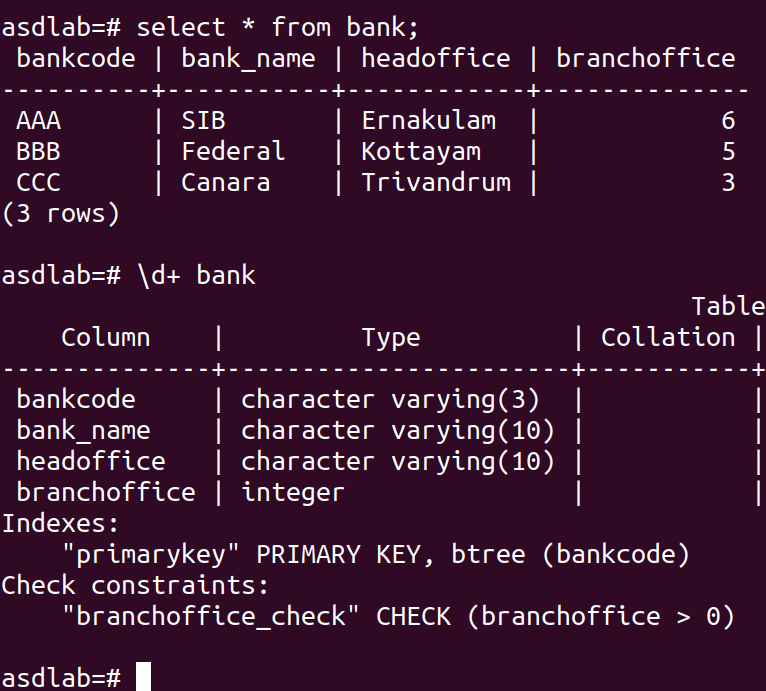 asdlab=# select * from bank;
 bankcode | bank_name | headoffice | branchoffice
----------+-----------+------------+--------------
 AAA      | SIB       | Ernakulam  |            6
 BBB      | Federal   | Kottayam   |            5
 CCC      | Canara    | Trivandrum |            3
(3 rows)

asdlab=# \d+ bank
                                              Table
    Column    |         Type          | Collation |
--------------+-----------------------+-----------+
 bankcode     | character varying(3)  |           |
 bank_name    | character varying(10) |           |
 headoffice   | character varying(10) |           |
 branchoffice | integer               |           |
Indexes:
    "primarykey" PRIMARY KEY, btree (bankcode)
Check constraints:
    "branchoffice_check" CHECK (branchoffice > 0)

asdlab=#